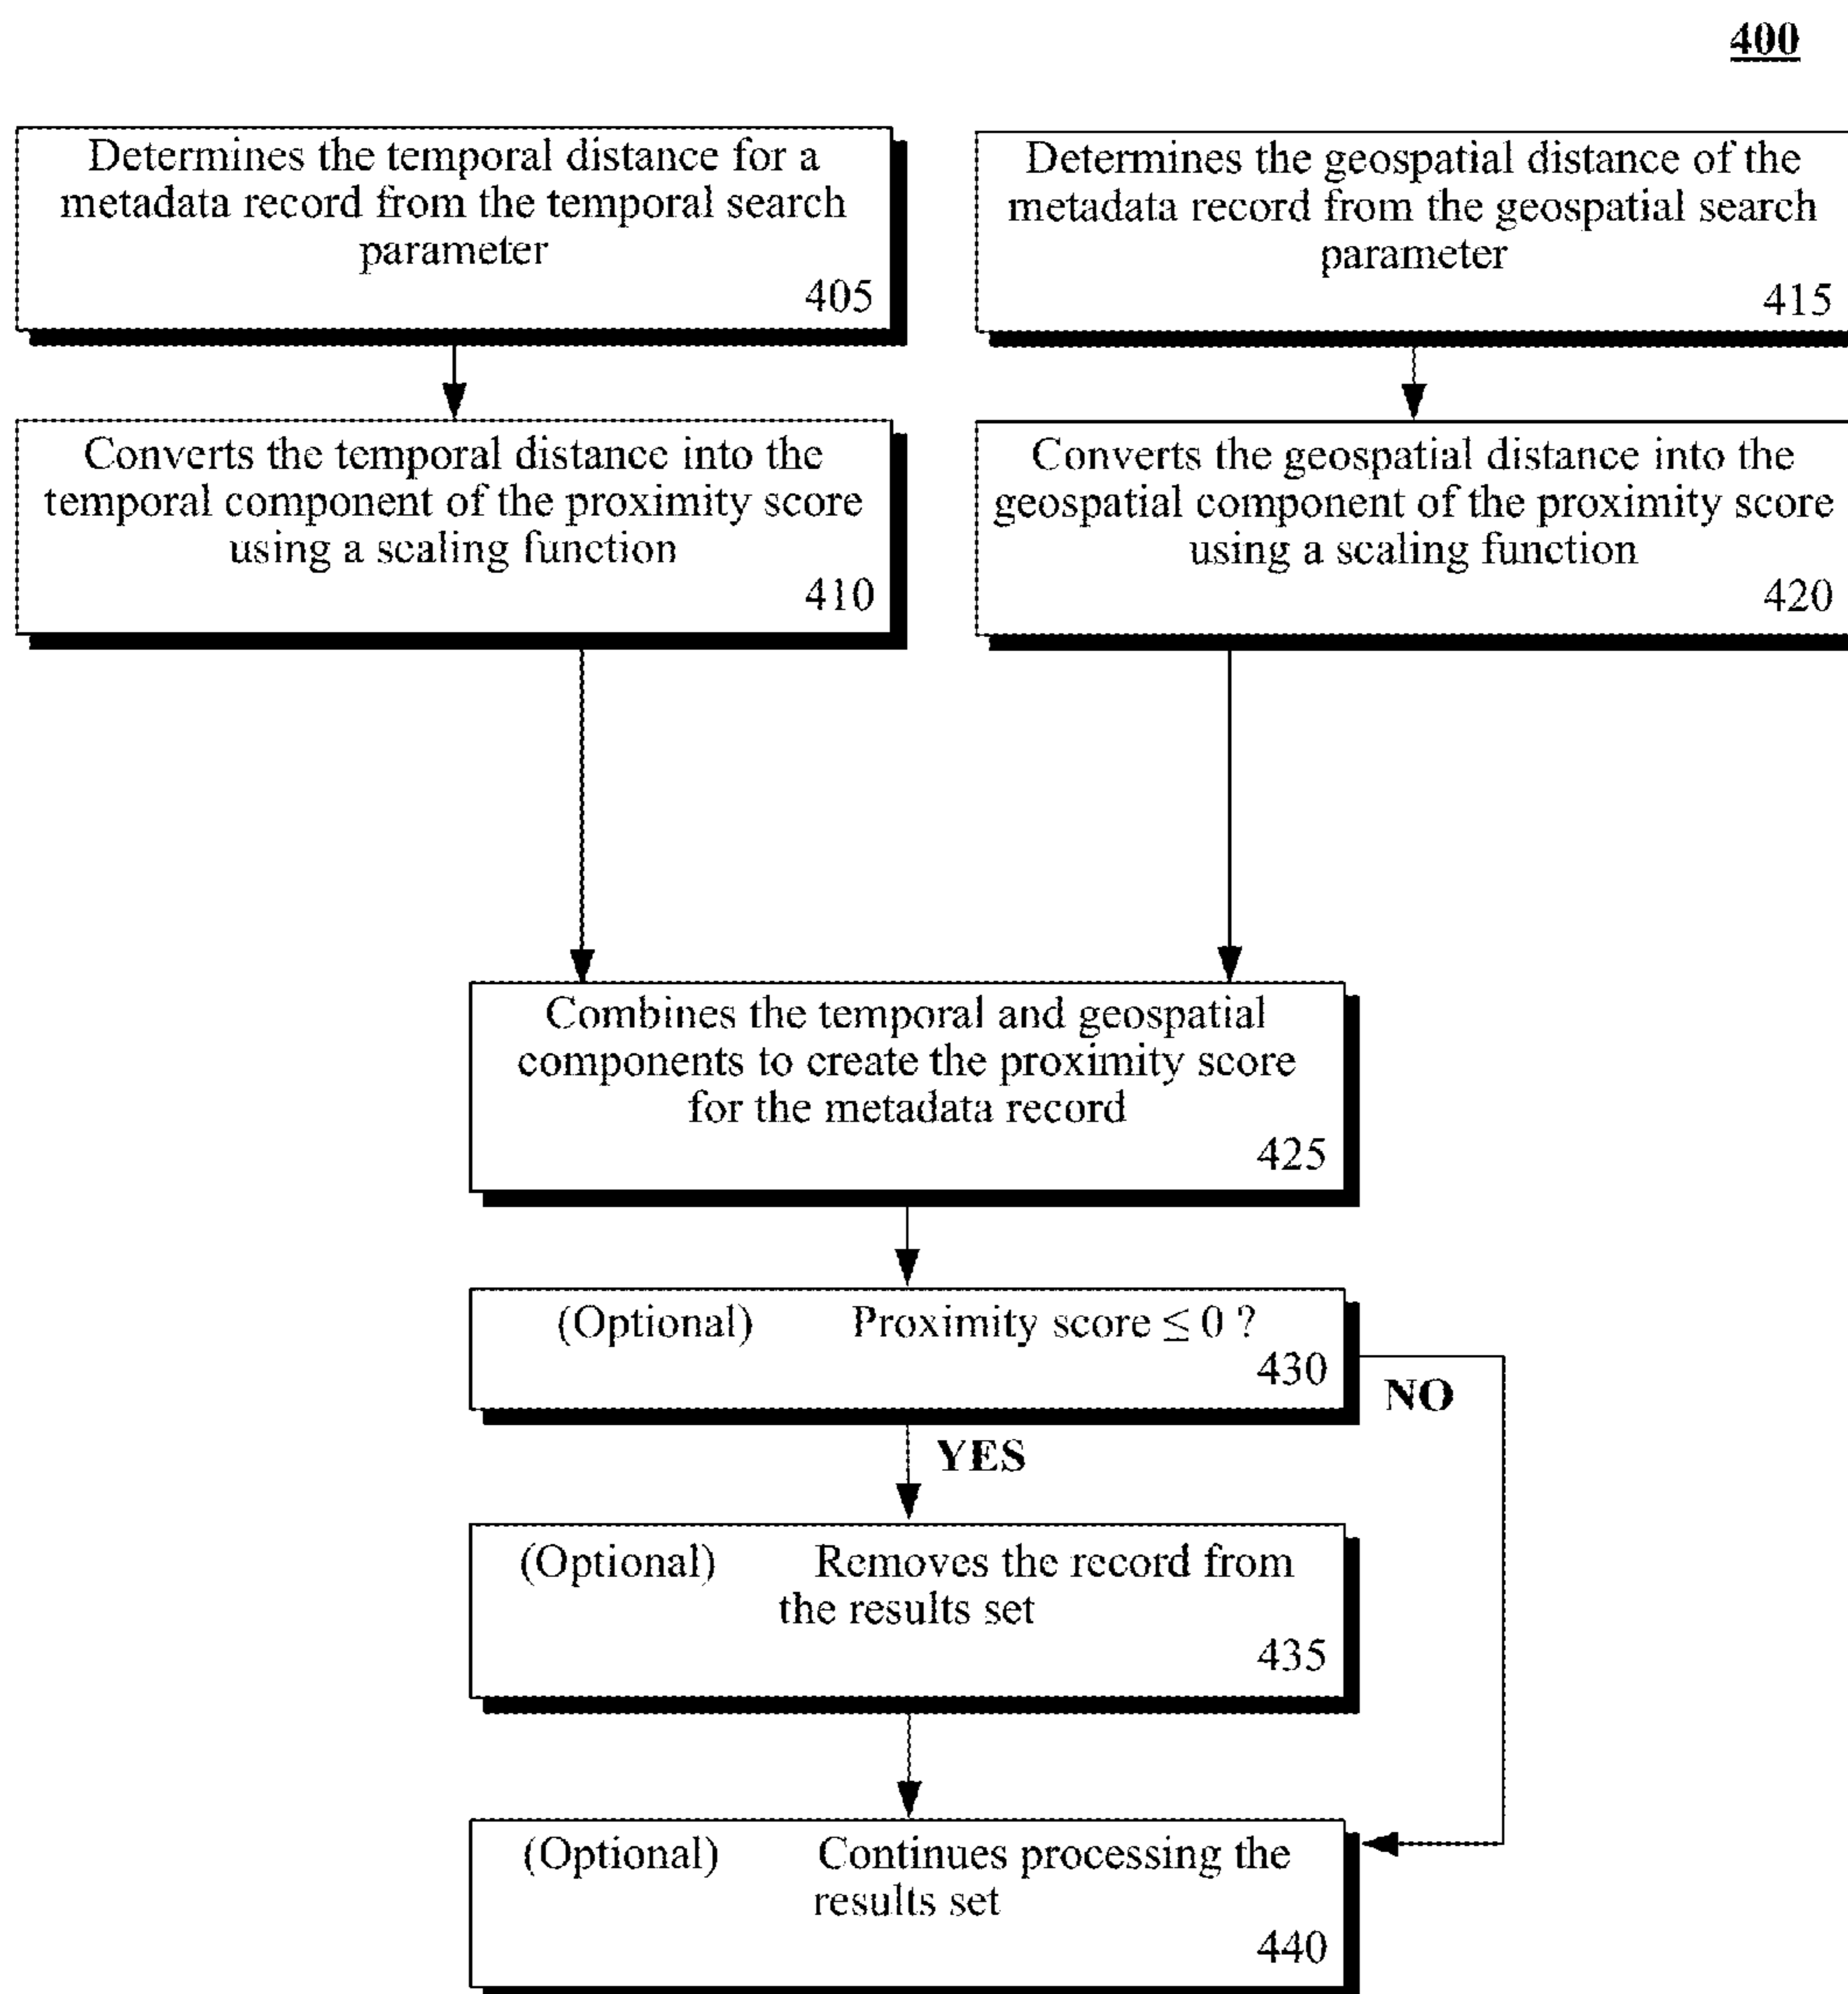 400
Determines the temporal distance for a
metadata record from the temporal search
parameter
405
Determines the geospatial distance of the
metadata record from the geospatial search
parameter
415
Converts the temporal distance into the
temporal component of the proximity score
using a scaling function
410
Converts the geospatial distance into the
geospatial component of the proximity score
using a scaling function
420
Combines the temporal and geospatial
components to create the proximity score
for the metadata record
425
(Optional) Proximity score ≤ 0 ?
430
NO
YES
(Optional) Removes the record from
the results set
435
(Optional) Continues processing the
results set
440